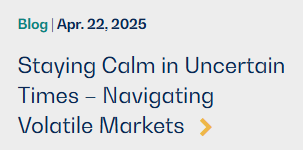 Blog | Apr. 22, 2025
Staying Calm in Uncertain
Times – Navigating
Volatile Markets